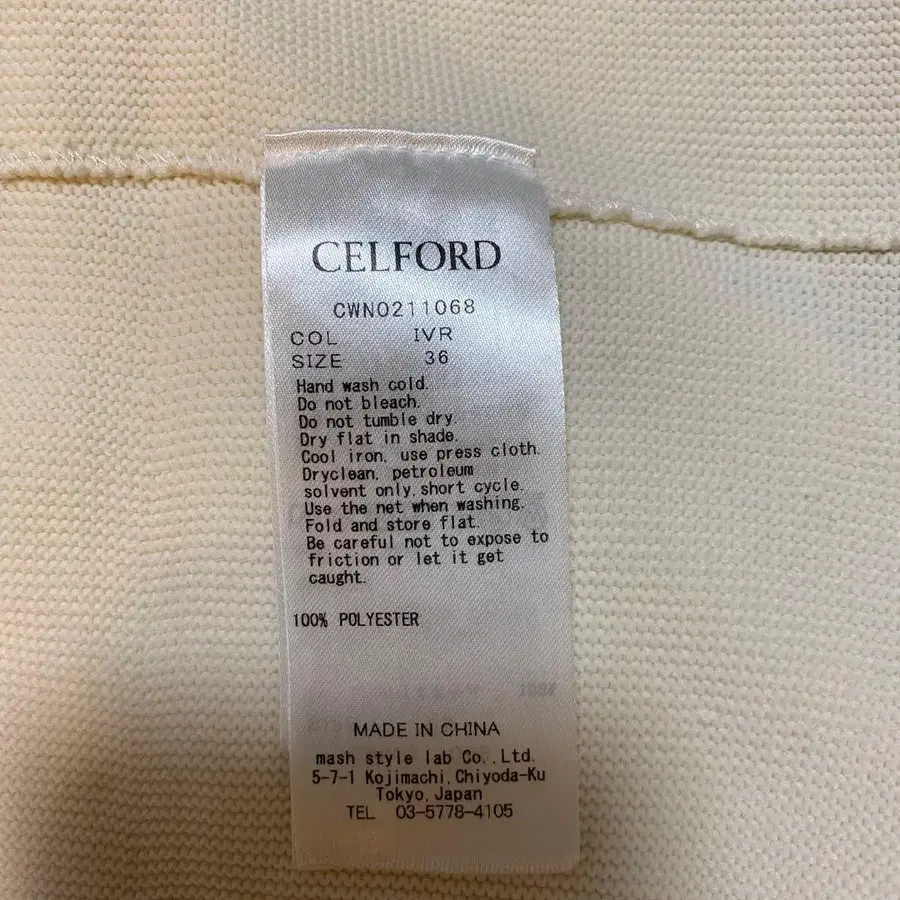 CELFORD
CWNO211068
COL IVR
SIZE 36
Hand wash cold.
Do not bleach.
Do not tumble dry.
Dry flat in shade.
Cool iron, use press cloth.
Dryclean, petroleum
solvent only, short cycle.
Use the net when washing.
Fold and store flat.
Be careful not to expose to
friction or let it get
caught.
100% POLYESTER
MADE IN CHINA
mash style lab Co., Ltd.
5-7-1 Kojimachi, Chiyoda-Ku
Tokyo, Japan
TEL 03-5778-4105